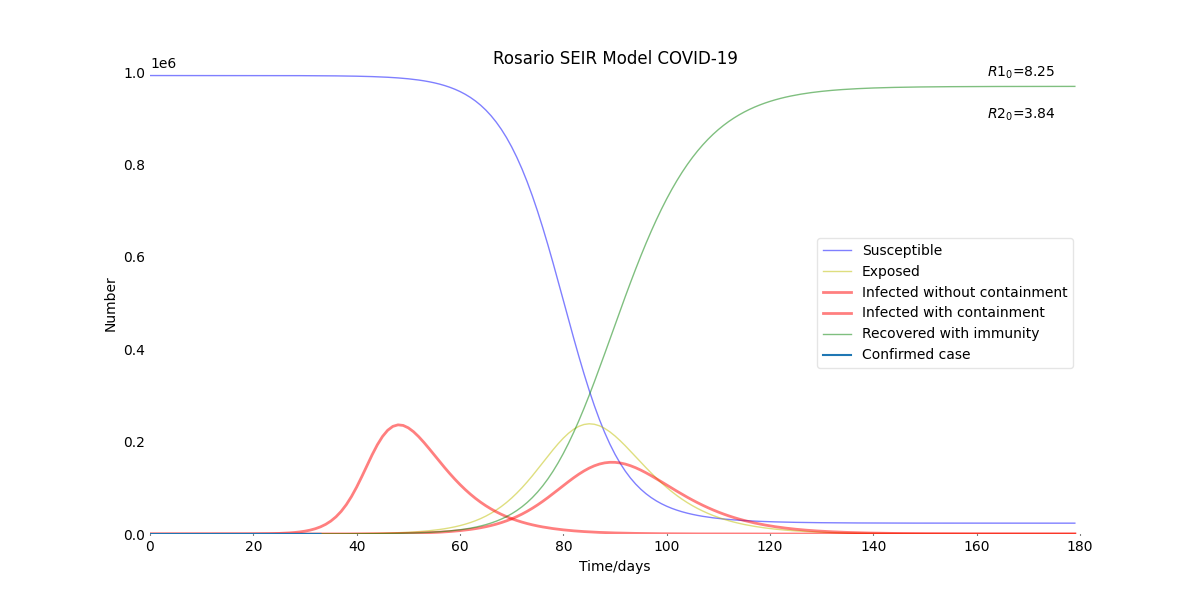 Rosario SEIR Model COVID-19
1e6
R1₀=8.25
R2₀=3.84
1.0
0.8
0.6
0.4
0.2
0.0
Number
Susceptible
Exposed
Infected without containment
Infected with containment
Recovered with immunity
Confirmed case
0 20 40 60 80 100 120 140 160 180
Time/days